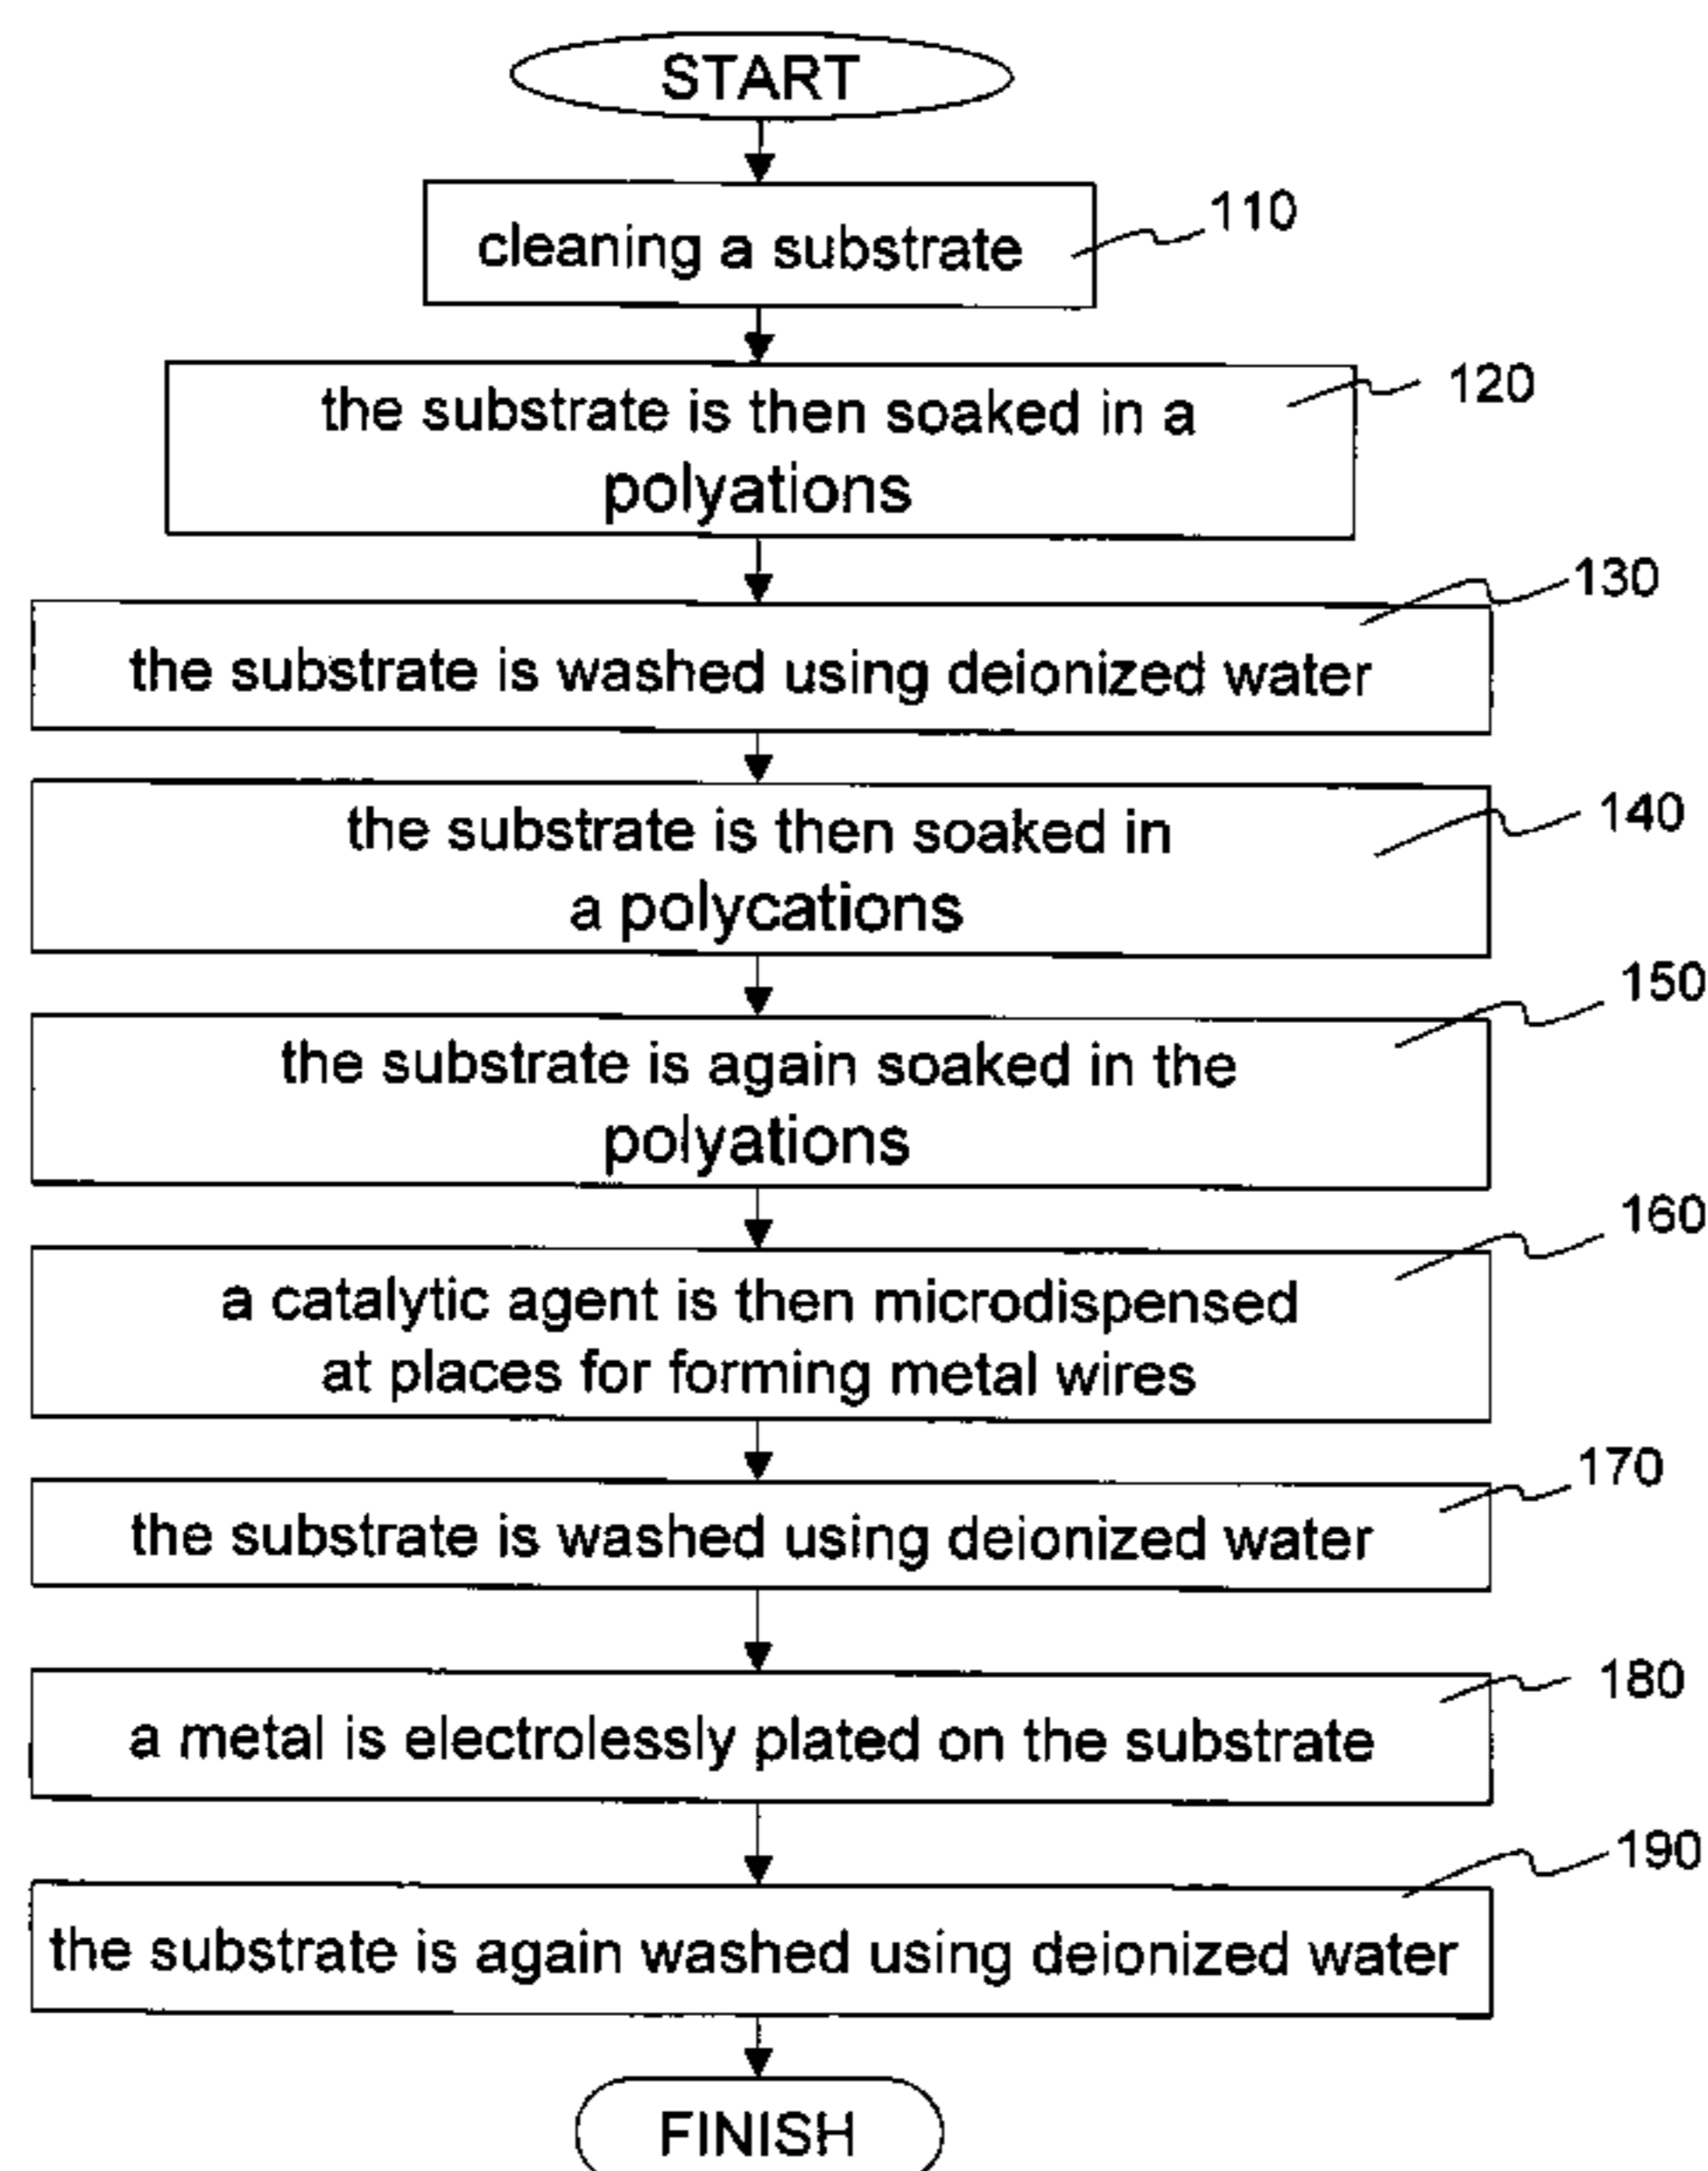 START
cleaning a substrate
110
the substrate is then soaked in a
polyations
120
the substrate is washed using deionized water
130
the substrate is then soaked in
a polycations
140
the substrate is again soaked in the
polyations
150
a catalytic agent is then microdispensed
at places for forming metal wires
160
the substrate is washed using deionized water
170
a metal is electrolessly plated on the substrate
180
the substrate is again washed using deionized water
190
FINISH